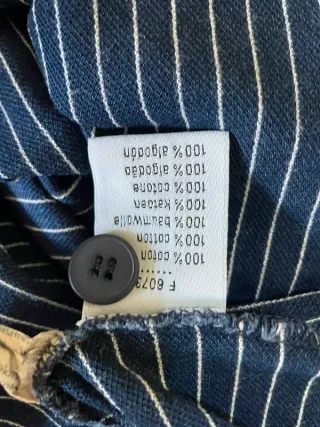 F 6073
......
100% coton
100% cotton
100% baumwolle
100% katoen
100% cotone
100% algodão
100% algodón